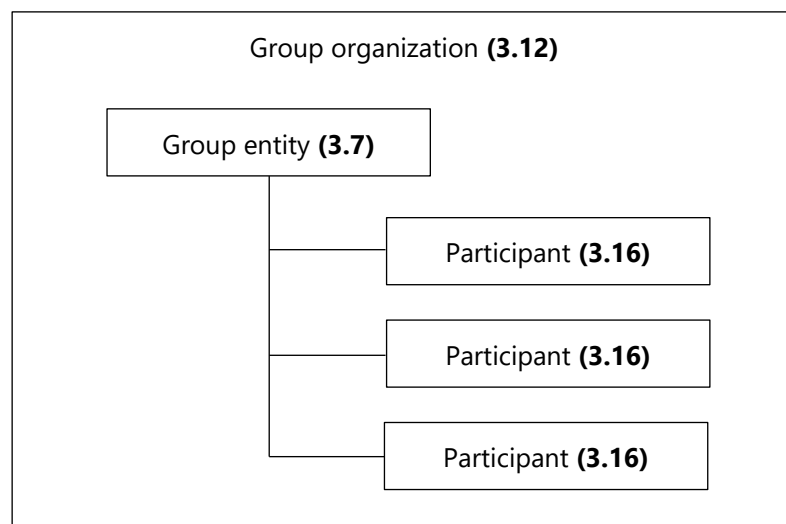 Group organization (3.12)
Group entity (3.7)
Participant (3.16)
Participant (3.16)
Participant (3.16)